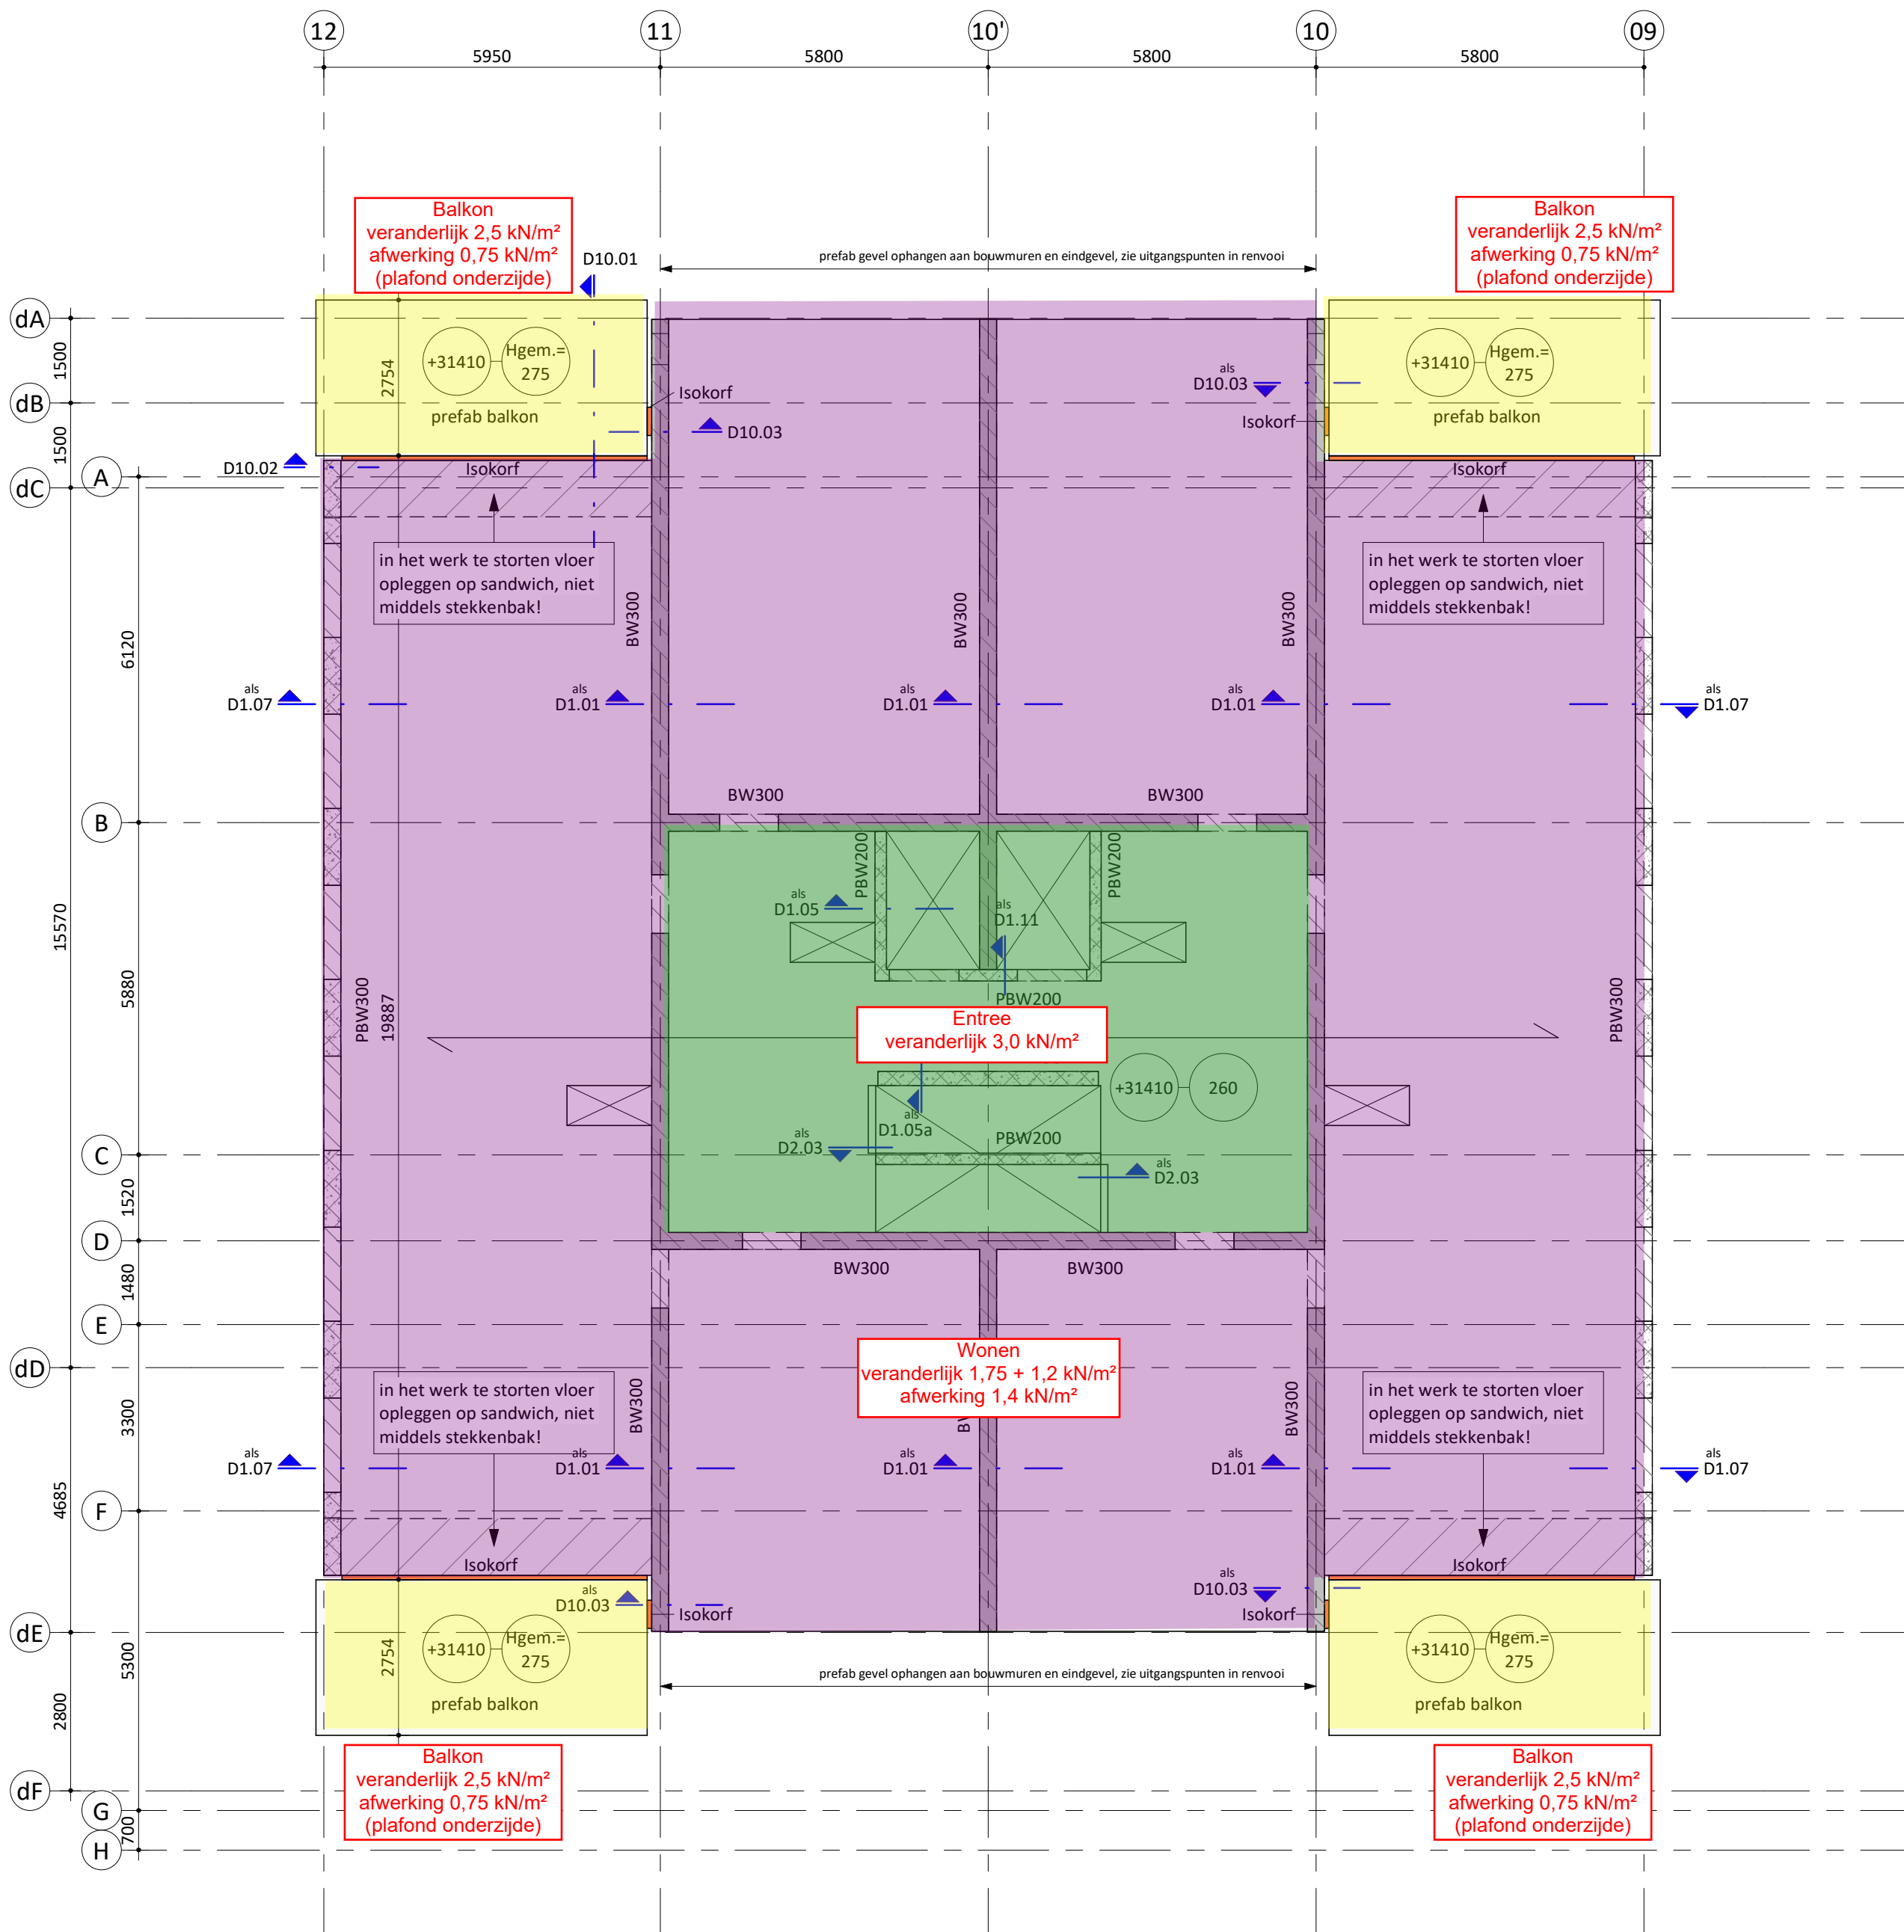 12
11
10'
10
09
5950
5800
5800
5800
Balkon
veranderlijk 2,5 kN/m²
afwerking 0,75 kN/m²
(plafond onderzijde)
D10.01
prefab gevel ophangen aan bouwmuren en eindgevel, zie uitgangspunten in renvooi
Balkon
veranderlijk 2,5 kN/m²
afwerking 0,75 kN/m²
(plafond onderzijde)
dA
1500
dB
1500
dC
A
2754
+31410
Hgem.=
275
prefab balkon
Isokorf
D10.03
als
D10.03
Isokorf
+31410
Hgem.=
275
prefab balkon
D10.02
Isokorf
Isokorf
in het werk te storten vloer
opleggen op sandwich, niet
middels stekkenbak!
in het werk te storten vloer
opleggen op sandwich, niet
middels stekkenbak!
6120
BW300
BW300
BW300
als
D1.07
als
D1.01
als
D1.01
als
D1.01
als
D1.07
BW300
BW300
B
15570
5880
PBW200
PBW200
als
D1.05
als
D1.11
PBW200
PBW300
19887
PBW300
Entree
veranderlijk 3,0 kN/m²
+31410
260
als
D1.05a
PBW200
als
D2.03
als
D2.03
C
1520
D
1480
E
BW300
BW300
dD
Wonen
veranderlijk 1,75 + 1,2 kN/m²
afwerking 1,4 kN/m²
in het werk te storten vloer
opleggen op sandwich, niet
middels stekkenbak!
in het werk te storten vloer
opleggen op sandwich, niet
middels stekkenbak!
BW300
BW300
3300
als
D1.07
als
D1.01
als
D1.01
als
D1.01
als
D1.07
4685
F
Isokorf
Isokorf
als
D10.03
Isokorf
als
D10.03
Isokorf
dE
2754
+31410
Hgem.=
275
prefab balkon
+31410
Hgem.=
275
prefab balkon
5300
2800
prefab gevel ophangen aan bouwmuren en eindgevel, zie uitgangspunten in renvooi
Balkon
veranderlijk 2,5 kN/m²
afwerking 0,75 kN/m²
(plafond onderzijde)
Balkon
veranderlijk 2,5 kN/m²
afwerking 0,75 kN/m²
(plafond onderzijde)
dF
G
700
H